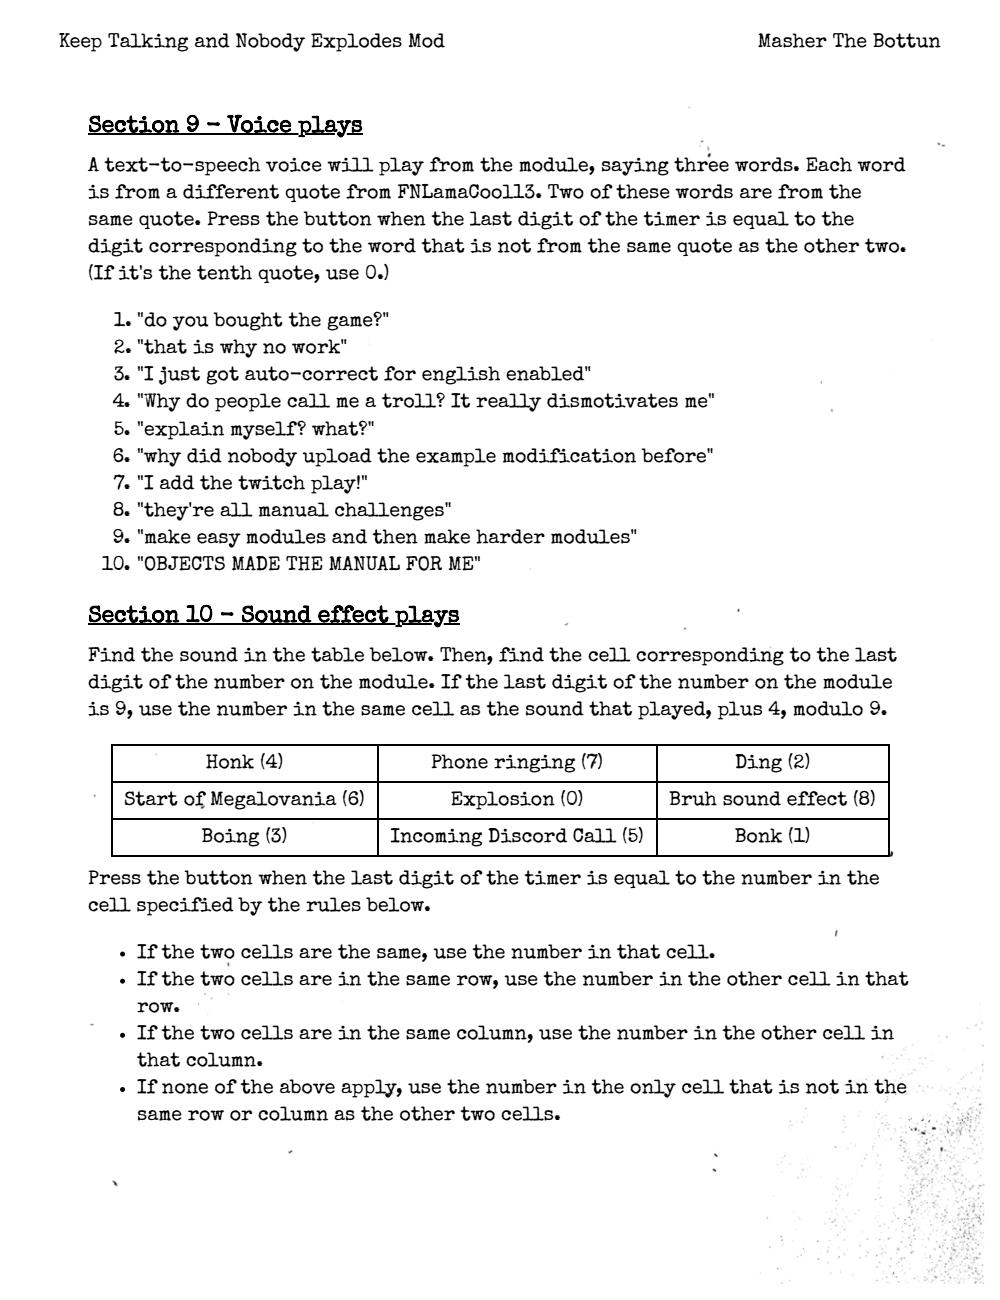 Keep Talking and Nobody Explodes Mod
Masher The Bottun
Section 9 – Voice plays
A text-to-speech voice will play from the module, saying three words. Each word
is from a different quote from FNLamaCool13. Two of these words are from the
same quote. Press the button when the last digit of the timer is equal to the
digit corresponding to the word that is not from the same quote as the other two.
(If it's the tenth quote, use 0.)
1. "do you bought the game?"
2. "that is why no work"
3. "I just got auto-correct for english enabled"
4. "Why do people call me a troll? It really dismotivates me"
5. "explain myself? what?"
6. "why did nobody upload the example modification before"
7. "I add the twitch play!"
8. "they're all manual challenges"
9. "make easy modules and then make harder modules"
10. "OBJECTS MADE THE MANUAL FOR ME"
Section 10 – Sound effect plays
Find the sound in the table below. Then, find the cell corresponding to the last
digit of the number on the module. If the last digit of the number on the module
is 9, use the number in the same cell as the sound that played, plus 4, modulo 9.
Honk (4) Phone ringing (7) Ding (2)
Start of Megalovania (6) Explosion (0) Bruh sound effect (8)
Boing (3) Incoming Discord Call (5) Bonk (1)
Press the button when the last digit of the timer is equal to the number in the
cell specified by the rules below.
• If the two cells are the same, use the number in that cell.
• If the two cells are in the same row, use the number in the other cell in that
row.
• If the two cells are in the same column, use the number in the other cell in
that column.
• If none of the above apply, use the number in the only cell that is not in the
same row or column as the other two cells.